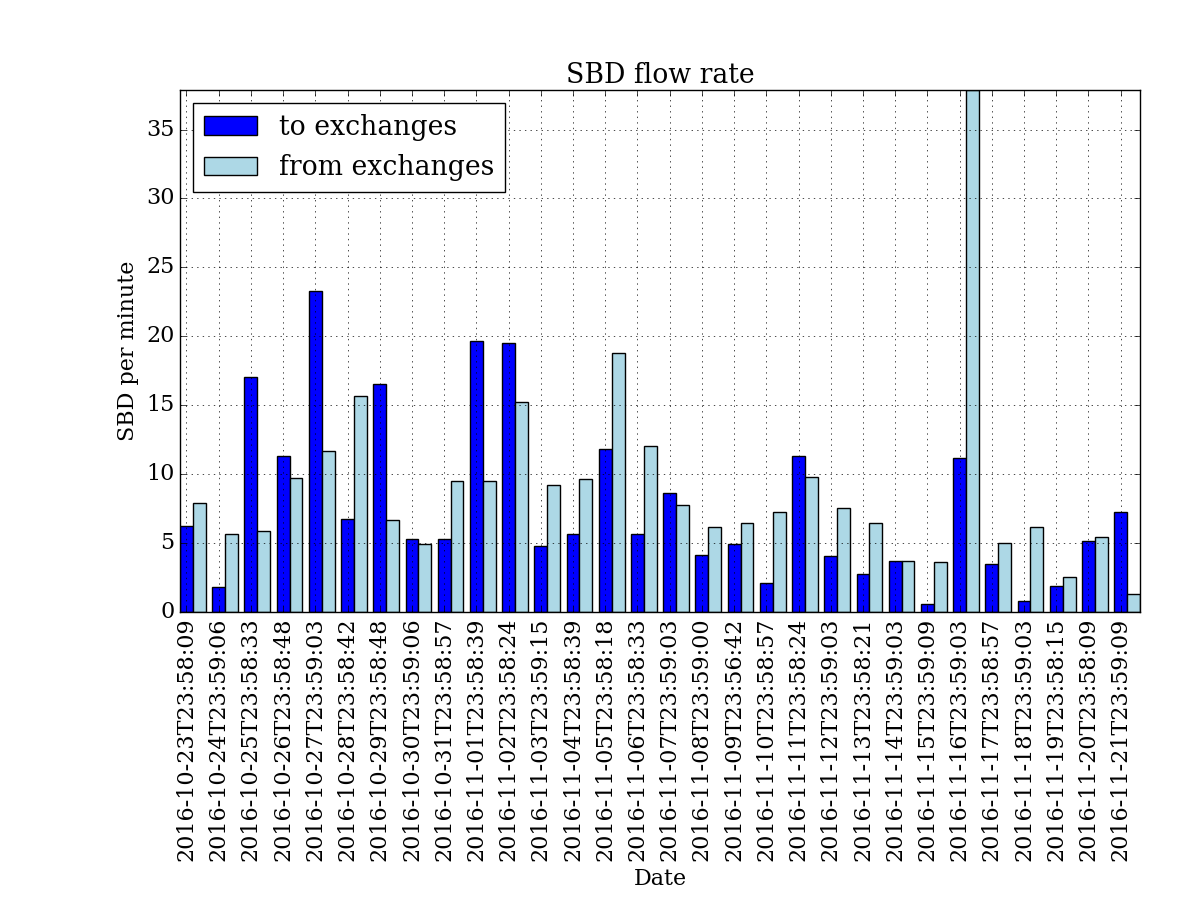 SBD flow rate
to exchanges
from exchanges
SBD per minute
35
30
25
20
15
10
5
0
2016-10-23T23:58:09
2016-10-24T23:59:06
2016-10-25T23:58:33
2016-10-26T23:58:48
2016-10-27T23:59:03
2016-10-28T23:58:42
2016-10-29T23:58:48
2016-10-30T23:59:06
2016-10-31T23:58:57
2016-11-01T23:58:39
2016-11-02T23:58:24
2016-11-03T23:59:15
2016-11-04T23:58:39
2016-11-05T23:58:18
2016-11-06T23:58:33
2016-11-07T23:59:03
2016-11-08T23:59:00
2016-11-09T23:56:42
2016-11-10T23:58:57
2016-11-11T23:58:24
2016-11-12T23:59:03
2016-11-13T23:58:21
2016-11-14T23:59:03
2016-11-15T23:59:09
2016-11-16T23:59:03
2016-11-17T23:58:57
2016-11-18T23:59:03
2016-11-19T23:58:15
2016-11-20T23:58:09
2016-11-21T23:59:09
Date